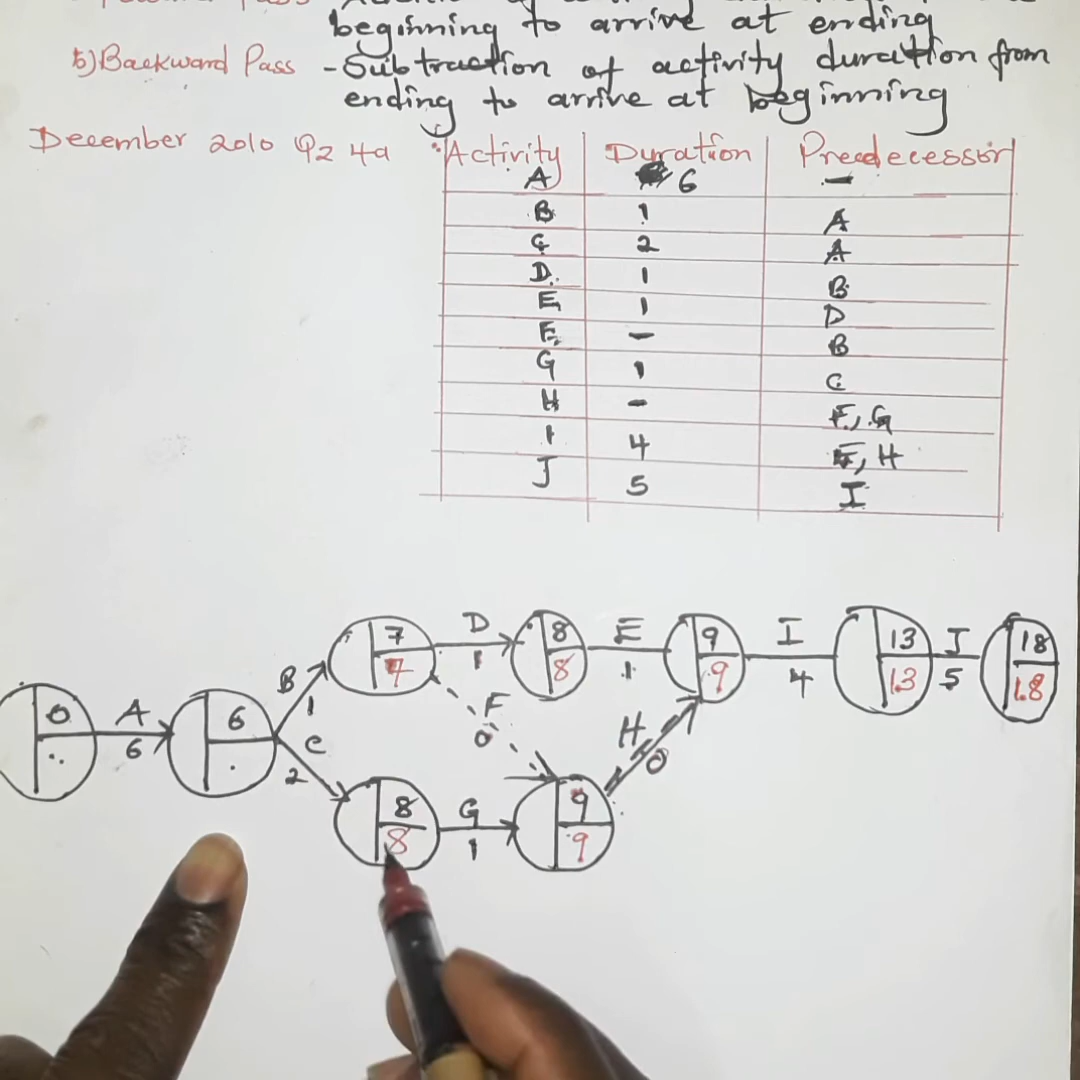 beginning to arrive at ending
b) Backward Pass - Subtraction of activity duration from
ending to arrive at beginning
December 2010 Qz 4a
Activity Duration Predecessor
A 6 -
B 1 A
C 2 A
D 1 B
E 1 D
F - B
G 1 C
H - F, G
I 4 E, H
J 5 I
0 A 6
6
B 1
C 2
7 7
D 1
8 8
E 1
9 9
I 4
13 13
J 5
18 18
F 0
H 0
8 8
G 1
9 9